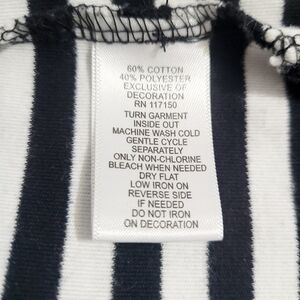 60% COTTON
40% POLYESTER
EXCLUSIVE OF
DECORATION
RN 117150
TURN GARMENT
INSIDE OUT
MACHINE WASH COLD
GENTLE CYCLE
SEPARATELY
ONLY NON-CHLORINE
BLEACH WHEN NEEDED
DRY FLAT
LOW IRON ON
REVERSE SIDE
IF NEEDED
DO NOT IRON
ON DECORATION